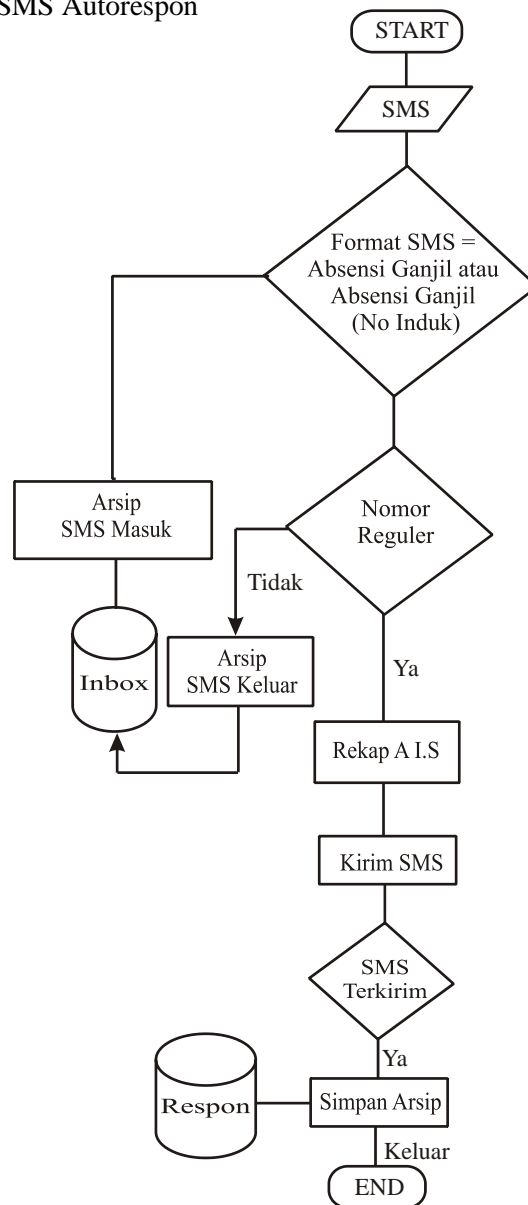 SMS Autorespon
START
SMS
Format SMS =
Absensi Ganjil atau
Absensi Ganjil
(No Induk)
Arsip
SMS Masuk
Nomor
Reguler
Tidak
Inbox
Arsip
SMS Keluar
Ya
Rekap A I.S
Kirim SMS
SMS
Terkirim
Ya
Respon
Simpan Arsip
Keluar
END